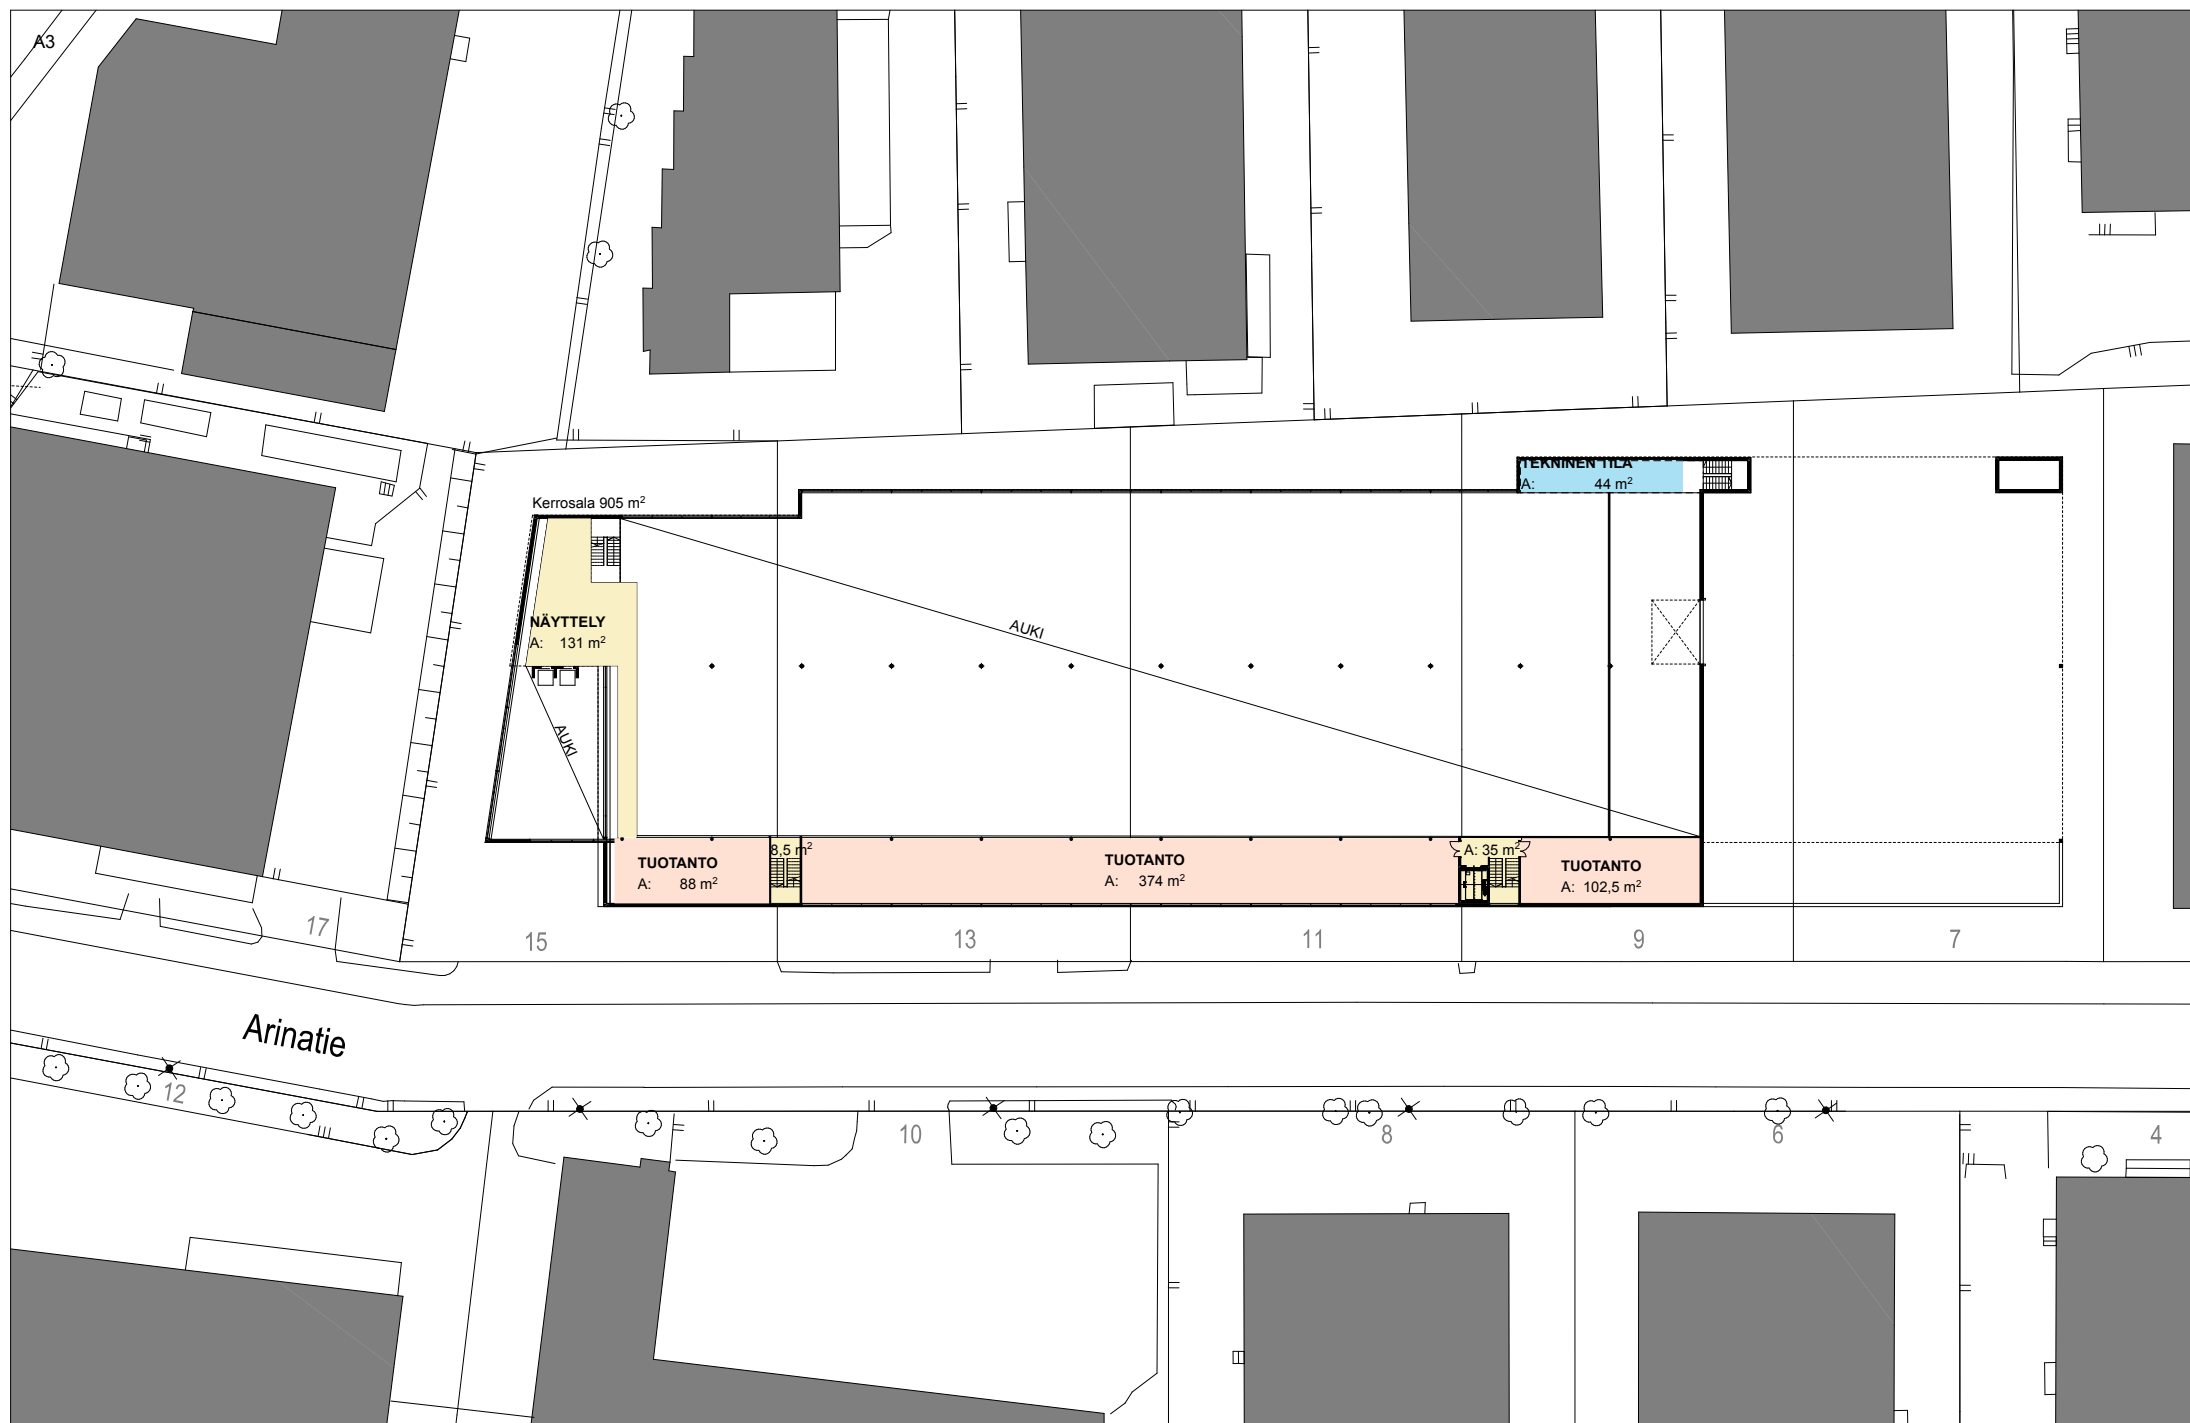 A3
TEKNINEN TILA
A: 44 m²
Kerrosala 905 m²
NÄYTTELY
A: 131 m²
AUKI
AUKI
8,5 m²
A: 35 m²
TUOTANTO
A: 88 m²
TUOTANTO
A: 374 m²
TUOTANTO
A: 102,5 m²
17
15
13
11
9
7
Arinatie
12
10
8
6
4